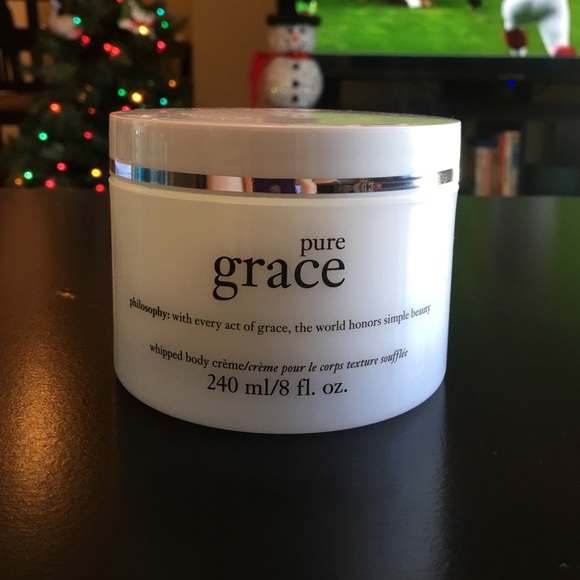 pure
grace
philosophy: with every act of grace, the world honors simple beauty
whipped body crème/crème pour le corps texture soufflée
240 ml/8 fl. oz.